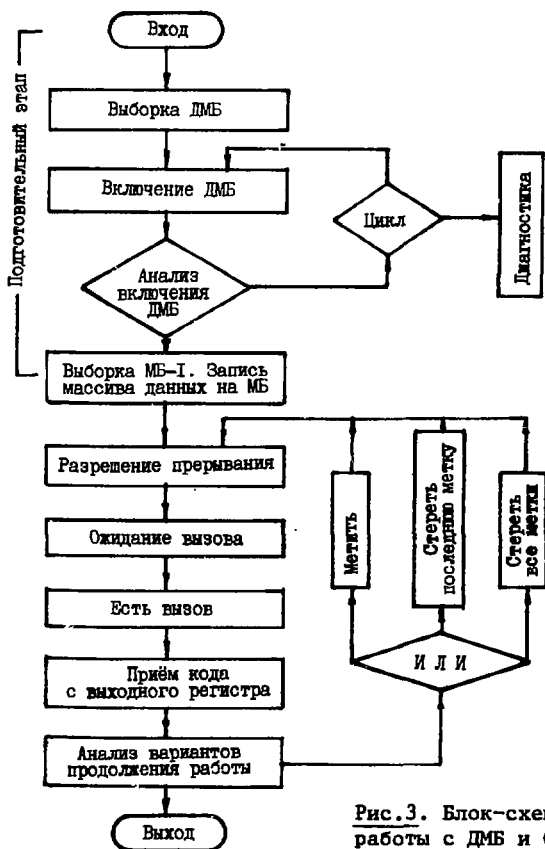 Вход
Подготовительный этап
Выборка ДМБ
Включение ДМБ
Цикл
Диагностика
Анализ
включения
ДМБ
Выборка МБ-I. Запись
массива данных на МБ
Разрешение прерывания
Метить
Стереть
последнюю метку
Стереть
все метки
Ожидание вызова
Есть вызов
ИЛИ
Приём кода
с выходного регистра
Анализ вариантов
продолжения работы
Выход
Рис.3. Блок-схе
работы с ДМБ и